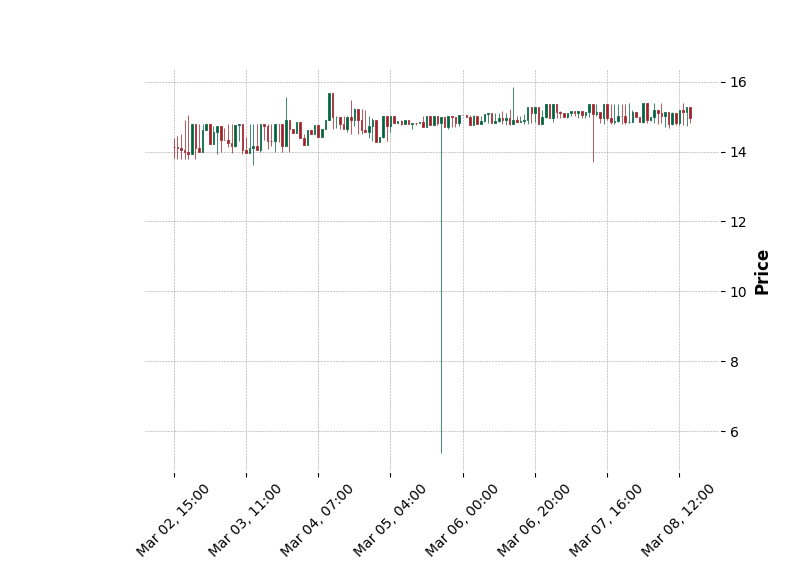 16
14
12
10
8
6
Price
Mar 02, 15:00
Mar 03, 11:00
Mar 04, 07:00
Mar 05, 04:00
Mar 06, 00:00
Mar 06, 20:00
Mar 07, 16:00
Mar 08, 12:00